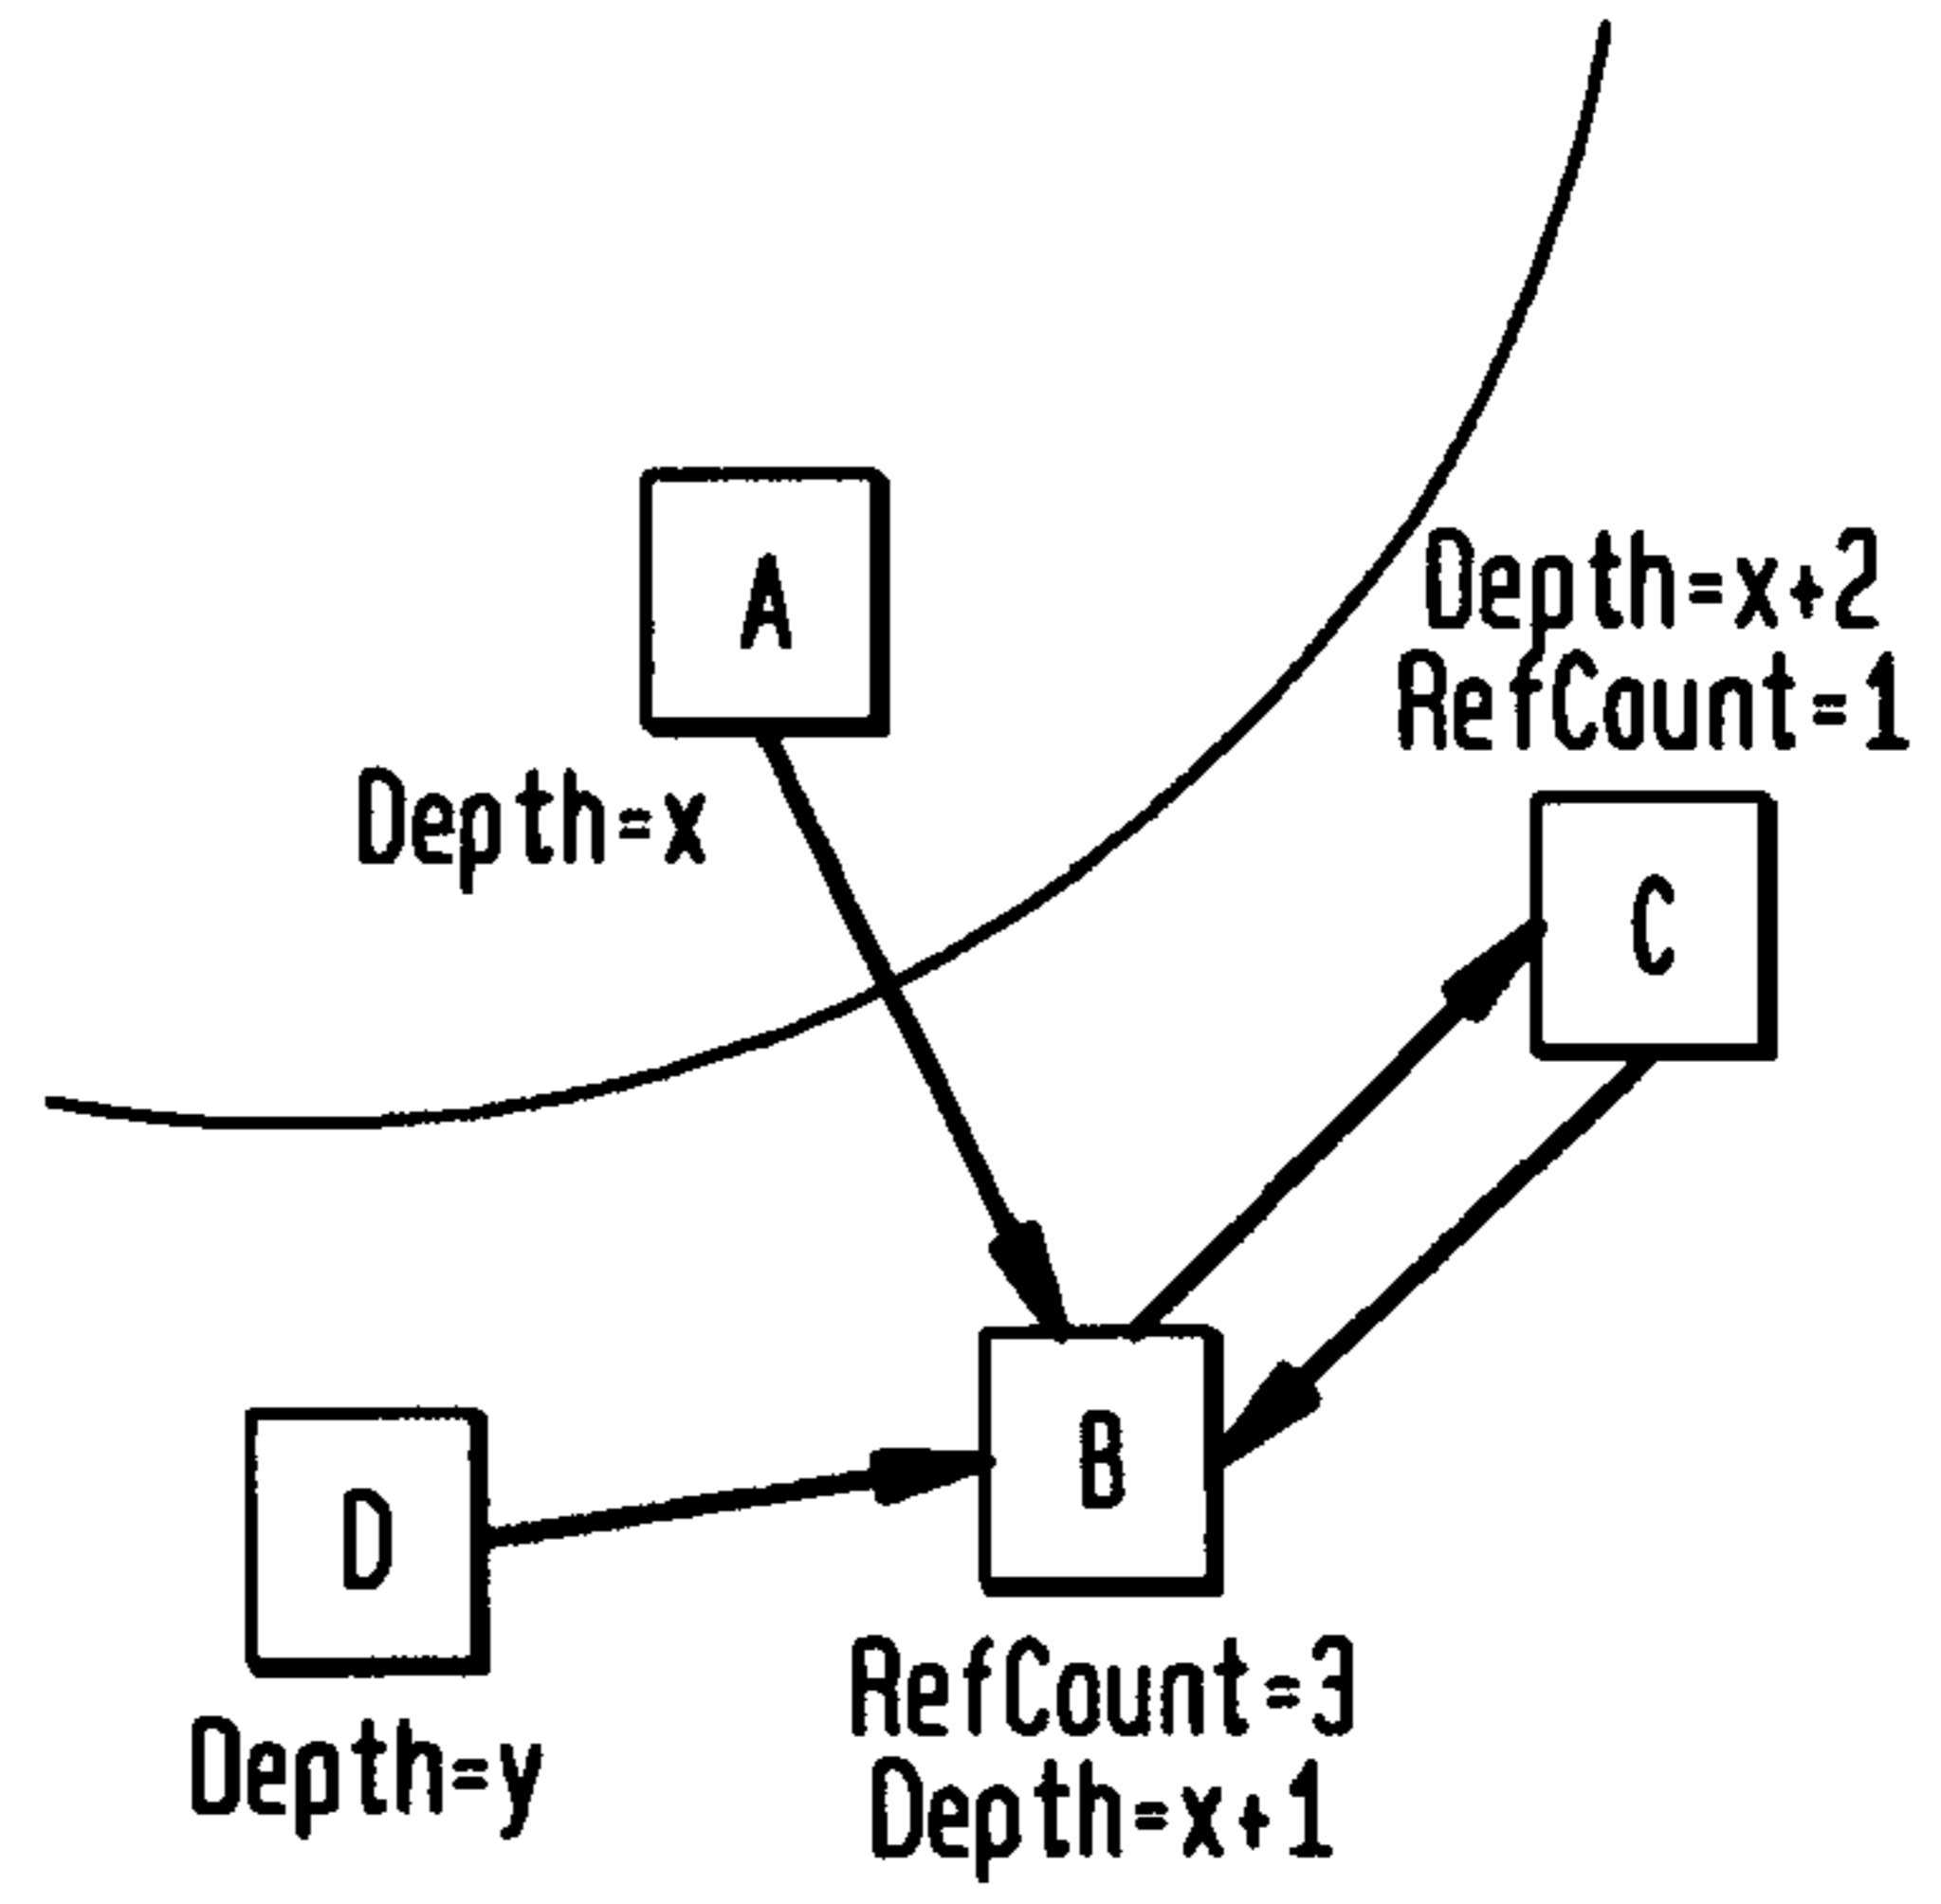 A
Depth=x
Depth=x+2
RefCount=1
C
B
RefCount=3
Depth=x+1
D
Depth=y